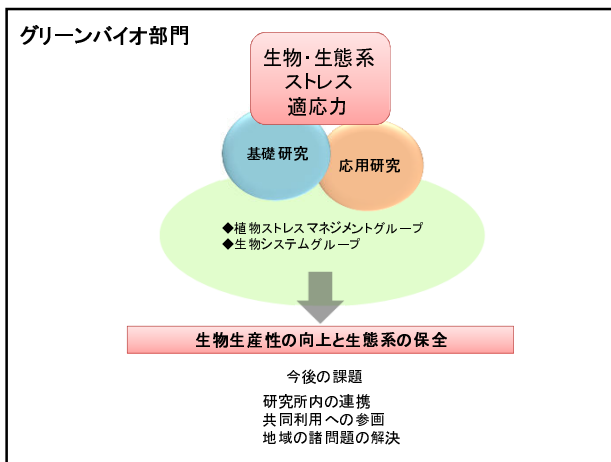 グリーンバイオ部門
生物・生態系
ストレス
適応力
基礎研究
応用研究
◆植物ストレスマネジメントグループ
◆生物システムグループ
生物生産性の向上と生態系の保全
今後の課題
研究所内の連携
共同利用への参画
地域の諸問題の解決